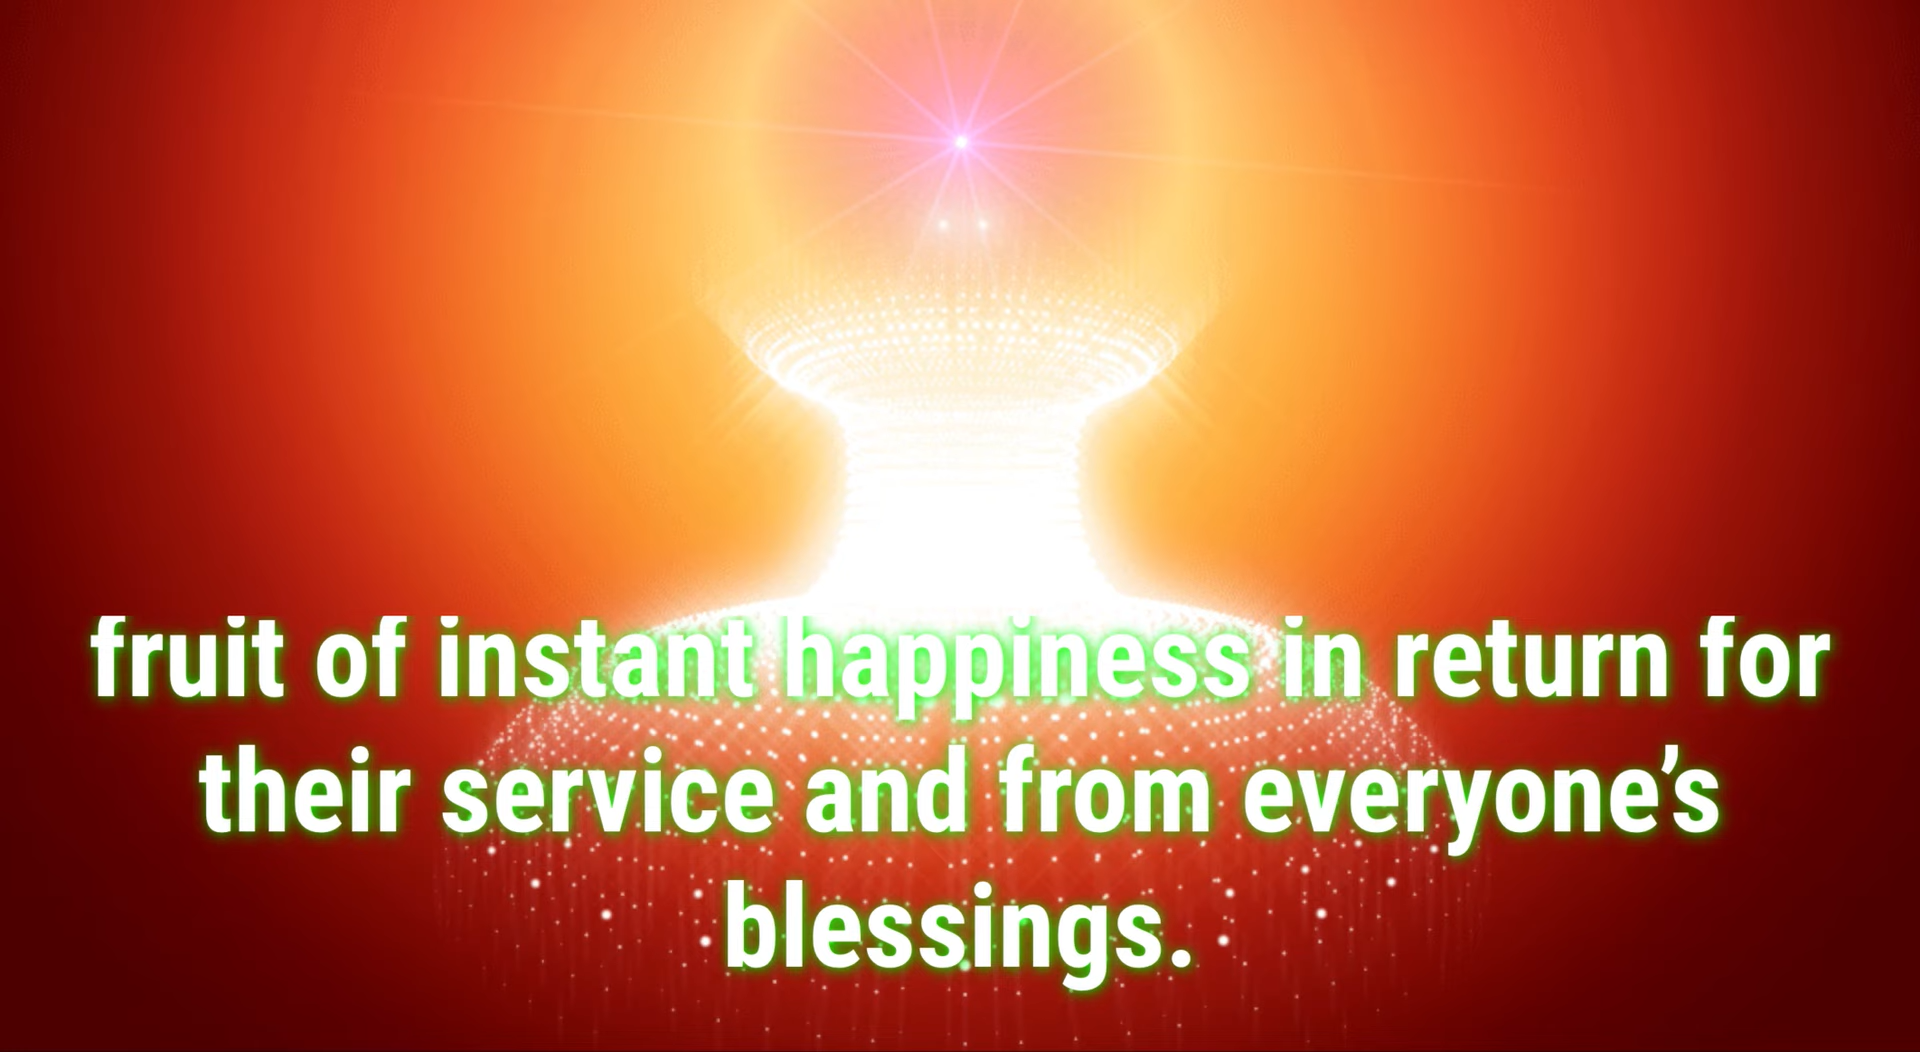 fruit of instant happiness in return for
their service and from everyone’s
blessings.